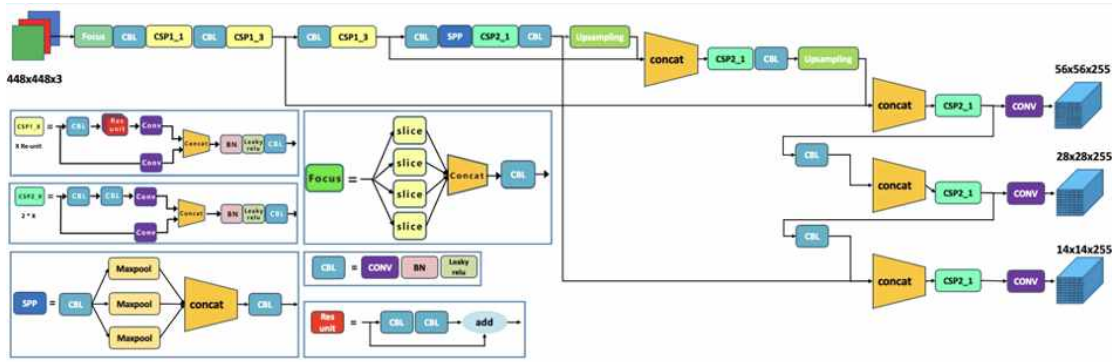 Focus CBL CSP1_1 CBL CSP1_3 CBL CSP1_3 CBL SPP CSP2_1 CBL Upsampling
448x448x3
concat CSP2_1 CBL Upsampling
56x56x255
concat CSP2_1 CONV
CBL
28x28x255
concat CSP2_1 CONV
CBL
14x14x255
concat CSP2_1 CONV
CSP1_X = CBL Res unit Conv
X Re-unit
Concat BN Leaky relu CBL
Conv
CSP2_X = CBL CBL Conv
2 * X
Concat BN Leaky relu CBL
Conv
Focus = slice slice slice slice Concat CBL
CBL = CONV BN Leaky relu
SPP = CBL Maxpool Maxpool Maxpool concat CBL
Res unit = CBL CBL add